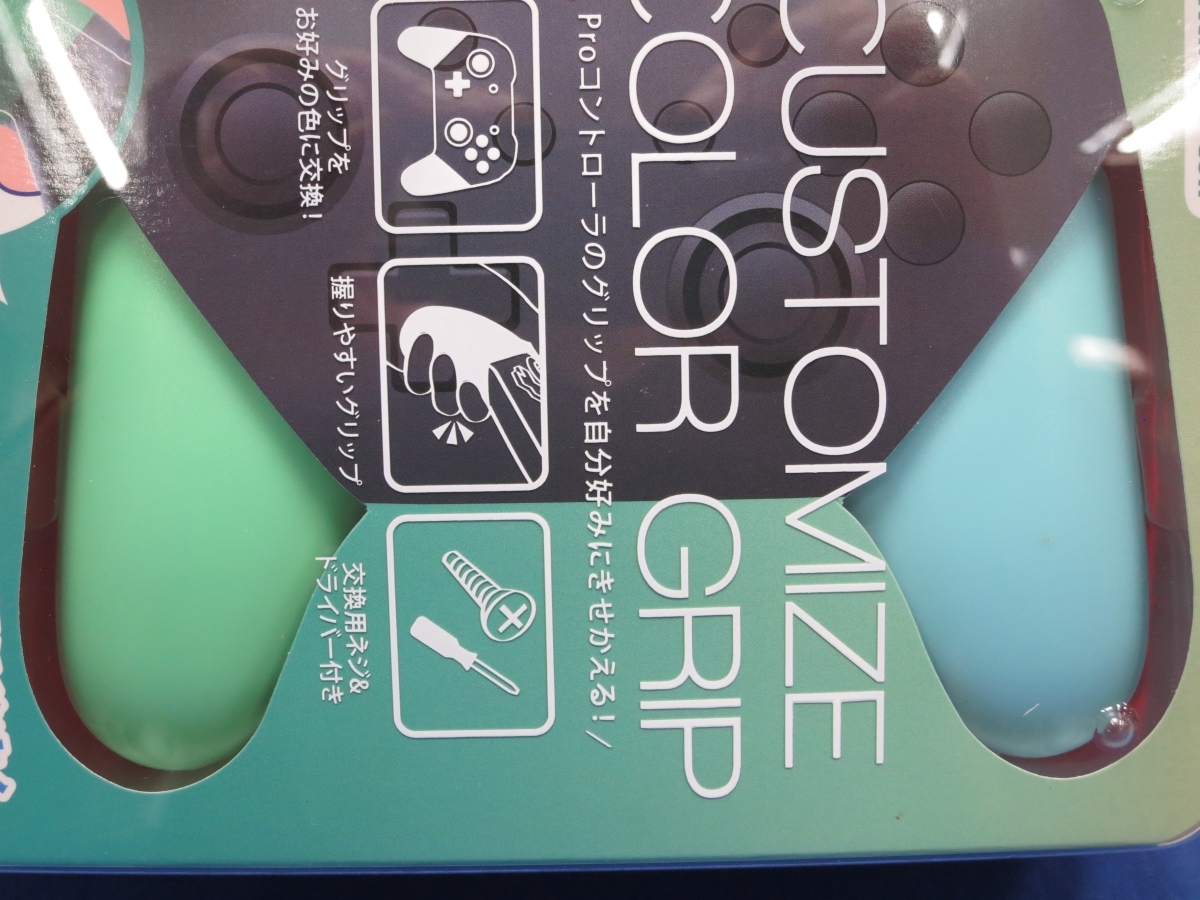 CUSTOMIZE
COLOR GRIP
Proコントローラのグリップを自分好みにきせかえる!/
グリップを
お好みの色に交換!
握りやすいグリップ
交換用ネジ&
ドライバー付き